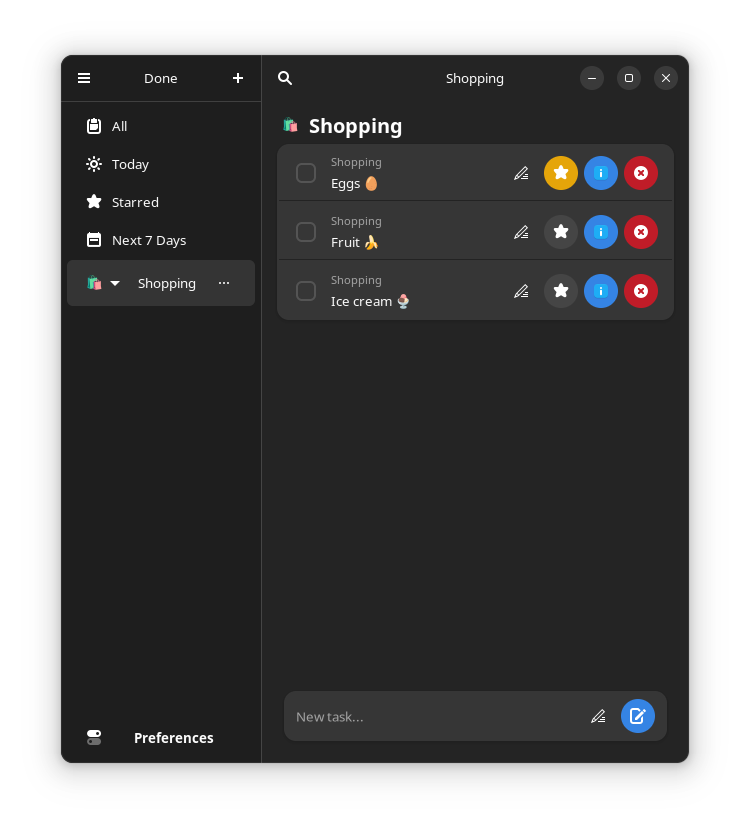 Done
All
Today
Starred
Next 7 Days
Shopping
Preferences
Shopping
Shopping
Shopping
Eggs 🥚
Shopping
Fruit 🍌
Shopping
Ice cream 🍨
New task...